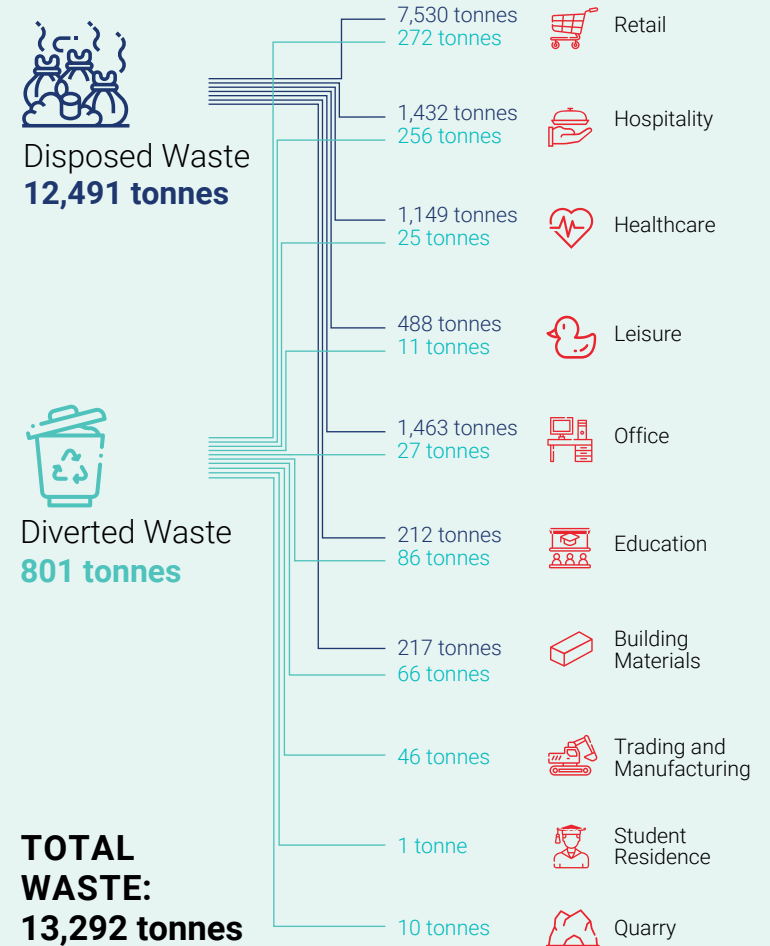 Disposed Waste
12,491 tonnes
Diverted Waste
801 tonnes
TOTAL
WASTE:
13,292 tonnes
7,530 tonnes
272 tonnes
Retail
1,432 tonnes
256 tonnes
Hospitality
1,149 tonnes
25 tonnes
Healthcare
488 tonnes
11 tonnes
Leisure
1,463 tonnes
27 tonnes
Office
212 tonnes
86 tonnes
Education
217 tonnes
66 tonnes
Building
Materials
46 tonnes
Trading and
Manufacturing
1 tonne
Student
Residence
10 tonnes
Quarry